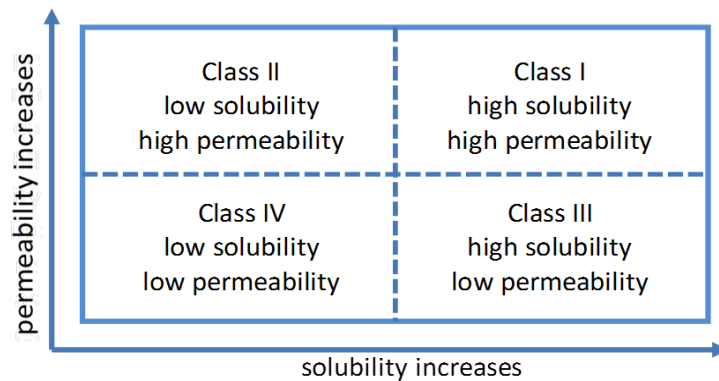 permeability increases
Class II
low solubility
high permeability
Class I
high solubility
high permeability
Class IV
low solubility
low permeability
Class III
high solubility
low permeability
solubility increases